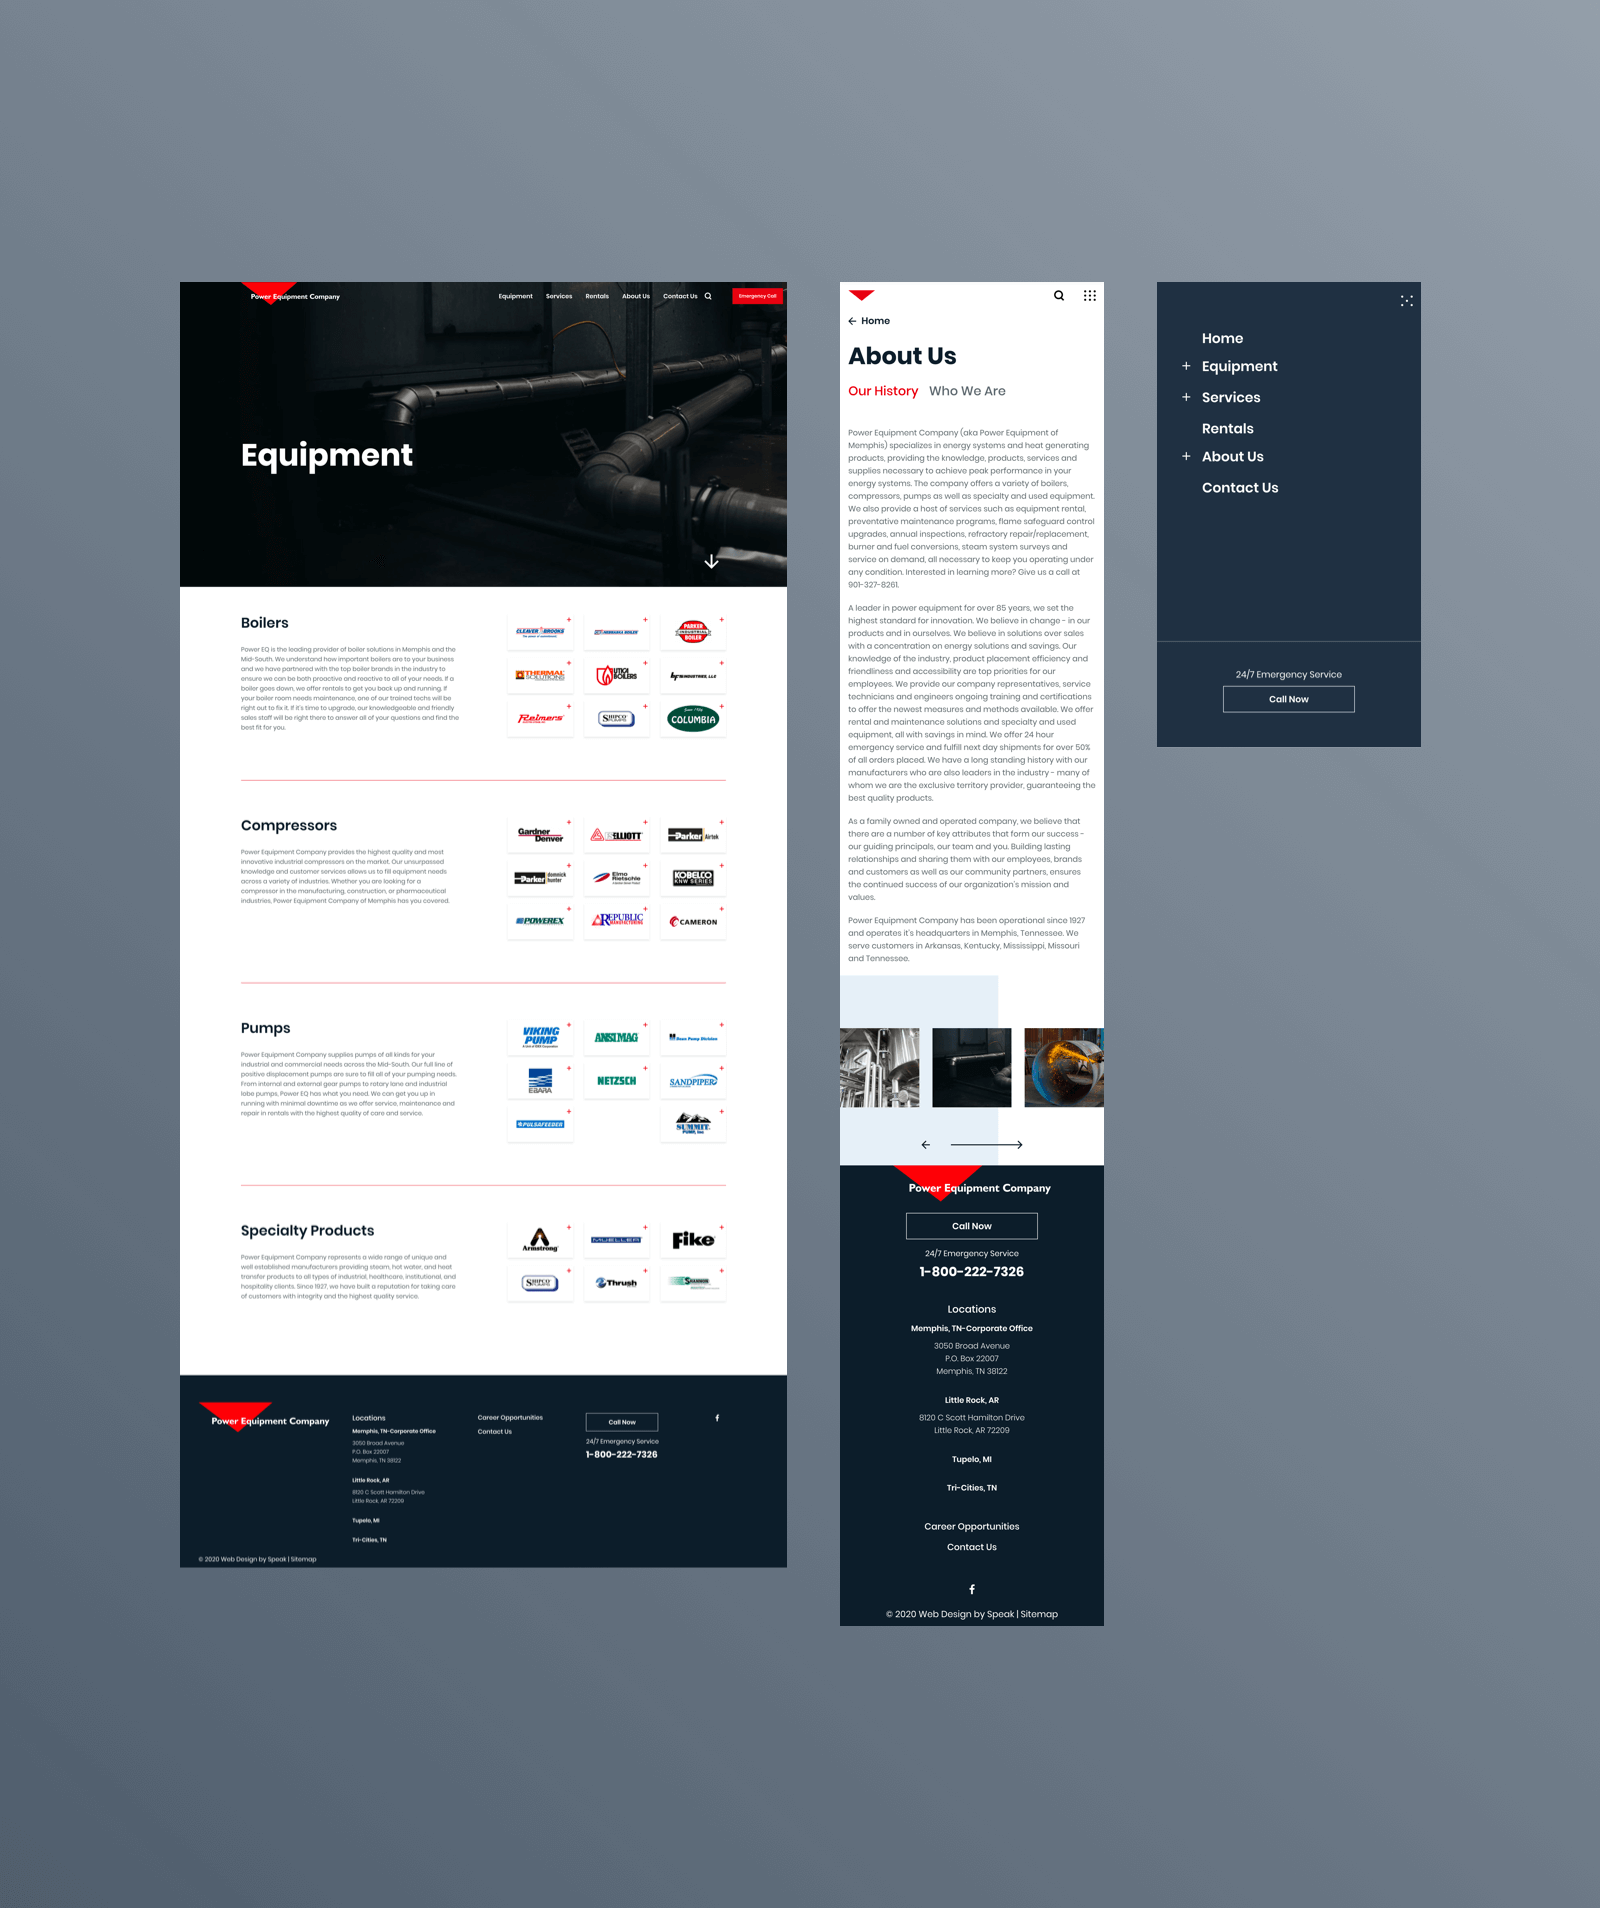 Power Equipment Company
Equipment Services Rentals About Us Contact Us Emergency Call
Equipment
Boilers
Power EQ is the leading provider of boiler solutions in Memphis and the
Mid-South. We understand how important boilers are to your business
and we have partnered with the top boiler brands in the industry to
ensure we can be both proactive and reactive to all of your needs. If a
boiler goes down, we offer rentals to get you back up and running. If
your boiler room needs maintenance, one of our trained techs will be
right out to fix it. If it's time to upgrade, our knowledgeable and friendly
sales staff will be right there to answer all of your questions and find the
best fit for you.
CLEAVER BROOKS
NEBRASKA BOILER
PARKER
INDUSTRIAL
BOILER
THERMAL
SOLUTIONS
UTICA
BOILERS
INDUSTRIES, LLC
Reimers
SHIPCO
PUMPS
Since 1956
COLUMBIA
Compressors
Power Equipment Company provides the highest quality and most
innovative industrial compressors on the market. Our unsurpassed
knowledge and customer services allows us to fill equipment needs
across a variety of industries. Whether you are looking for a
compressor in the manufacturing, construction, or pharmaceutical
industries, Power Equipment Company of Memphis has you covered.
Gardner
Denver
ELLIOTT
Parker Airtek
Parker domnick
hunter
Elmo
Rietschle
KOBELCO
KNW SERIES
POWEREX
REPUBLIC
MANUFACTURING
CAMERON
Pumps
Power Equipment Company supplies pumps of all kinds for your
industrial and commercial needs across the Mid-South. Our full line of
positive displacement pumps are sure to fill all of your pumping needs.
From internal and external gear pumps to rotary lane and industrial
lobe pumps, Power EQ has what you need. We can get you up in
running with minimal downtime as we offer service, maintenance and
repair in rentals with the highest quality of care and service.
VIKING
PUMP
ANSIMAG
Dean Pump Division
EBARA
NETZSCH
SANDPIPER
PULSAFEEDER
SUMMIT
PUMP, Inc
Specialty Products
Power Equipment Company represents a wide range of unique and
well established manufacturers providing steam, hot water, and heat
transfer products to all types of industrial, healthcare, institutional, and
hospitality clients. Since 1927, we have built a reputation for taking care
of customers with integrity and the highest quality service.
Armstrong
MUELLER
Fike
SHIPCO
PUMPS
Thrush
SHANNON
Power Equipment Company
Locations
Memphis, TN-Corporate Office
3050 Broad Avenue
P.O. Box 22007
Memphis, TN 38122
Little Rock, AR
8120 C Scott Hamilton Drive
Little Rock, AR 72209
Tupelo, MI
Tri-Cities, TN
Career Opportunities
Contact Us
Call Now
24/7 Emergency Service
1-800-222-7326
© 2020 Web Design by Speak | Sitemap
Home
About Us
Our History Who We Are
Power Equipment Company (aka Power Equipment of
Memphis) specializes in energy systems and heat generating
products, providing the knowledge, products, services and
supplies necessary to achieve peak performance in your
energy systems. The company offers a variety of boilers,
compressors, pumps as well as specialty and used equipment.
We also provide a host of services such as equipment rental,
preventative maintenance programs, flame safeguard control
upgrades, annual inspections, refractory repair/replacement,
burner and fuel conversions, steam system surveys and
service on demand, all necessary to keep you operating under
any condition. Interested in learning more? Give us a call at
901-327-8261.
A leader in power equipment for over 85 years, we set the
highest standard for innovation. We believe in change - in our
products and in ourselves. We believe in solutions over sales
with a concentration on energy solutions and savings. Our
knowledge of the industry, product placement efficiency and
friendliness and accessibility are top priorities for our
employees. We provide our company representatives, service
technicians and engineers ongoing training and certifications
to offer the newest measures and methods available. We offer
rental and maintenance solutions and specialty and used
equipment, all with savings in mind. We offer 24 hour
emergency service and fulfill next day shipments for over 50%
of all orders placed. We have a long standing history with our
manufacturers who are also leaders in the industry - many of
whom we are the exclusive territory provider, guaranteeing the
best quality products.
As a family owned and operated company, we believe that
there are a number of key attributes that form our success -
our guiding principals, our team and you. Building lasting
relationships and sharing them with our employees, brands
and customers as well as our community partners, ensures
the continued success of our organization's mission and
values.
Power Equipment Company has been operational since 1927
and operates it's headquarters in Memphis, Tennessee. We
serve customers in Arkansas, Kentucky, Mississippi, Missouri
and Tennessee.
Power Equipment Company
Call Now
24/7 Emergency Service
1-800-222-7326
Locations
Memphis, TN-Corporate Office
3050 Broad Avenue
P.O. Box 22007
Memphis, TN 38122
Little Rock, AR
8120 C Scott Hamilton Drive
Little Rock, AR 72209
Tupelo, MI
Tri-Cities, TN
Career Opportunities
Contact Us
© 2020 Web Design by Speak | Sitemap
Home
Equipment
Services
Rentals
About Us
Contact Us
24/7 Emergency Service
Call Now